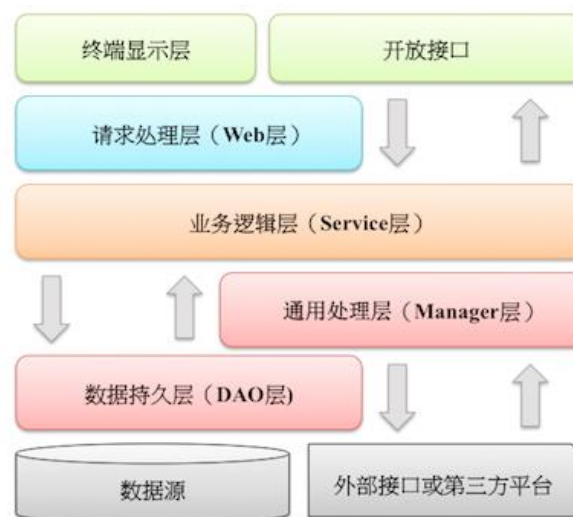 终端显示层
开放接口
请求处理层（Web层）
业务逻辑层（Service层）
通用处理层（Manager层）
数据持久层（DAO层)
数据源
外部接口或第三方平台